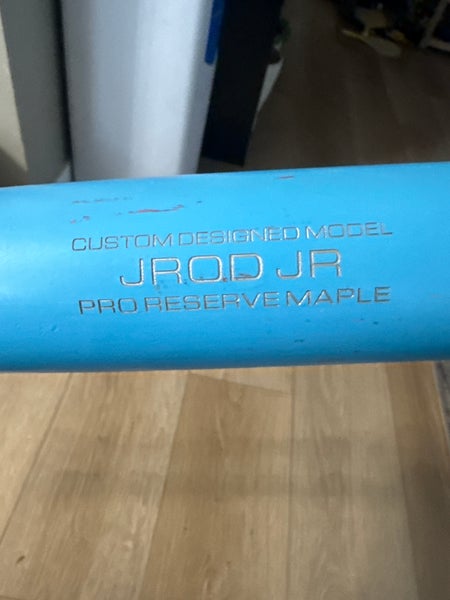 CUSTOM DESIGNED MODEL
JROD JR
PRO RESERVE MAPLE